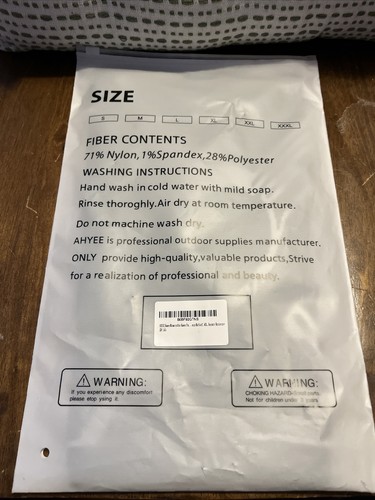 SIZE
S M L XL XXL XXXL
FIBER CONTENTS
71% Nylon,1%Spandex,28%Polyester
WASHING INSTRUCTIONS
Hand wash in cold water with mild soap.
Rinse thoroghly.Air dry at room temperature.
Do not machine wash dry.
AHYEE is professional outdoor supplies manufacturer.
ONLY provide high-quality,valuable products,Strive
for a realization of professional and beauty.
WARNING:
if you experience any discomfort
please stop ysing it.
WARNING:
CHOKING HAZARD-Small parts.
Not for children under 3 years.